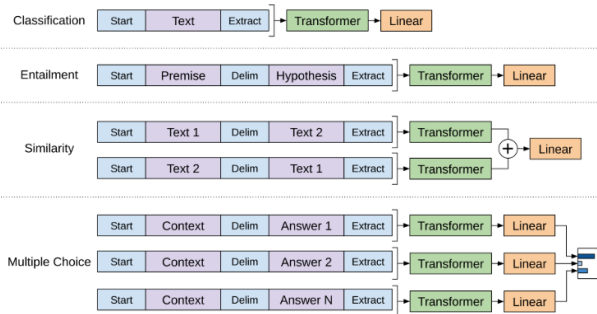 Classification Start Text Extract Transformer Linear
Entailment Start Premise Delim Hypothesis Extract Transformer Linear
Similarity
Start Text 1 Delim Text 2 Extract Transformer
+ Linear
Start Text 2 Delim Text 1 Extract Transformer
Multiple Choice
Start Context Delim Answer 1 Extract Transformer Linear
Start Context Delim Answer 2 Extract Transformer Linear
Start Context Delim Answer N Extract Transformer Linear